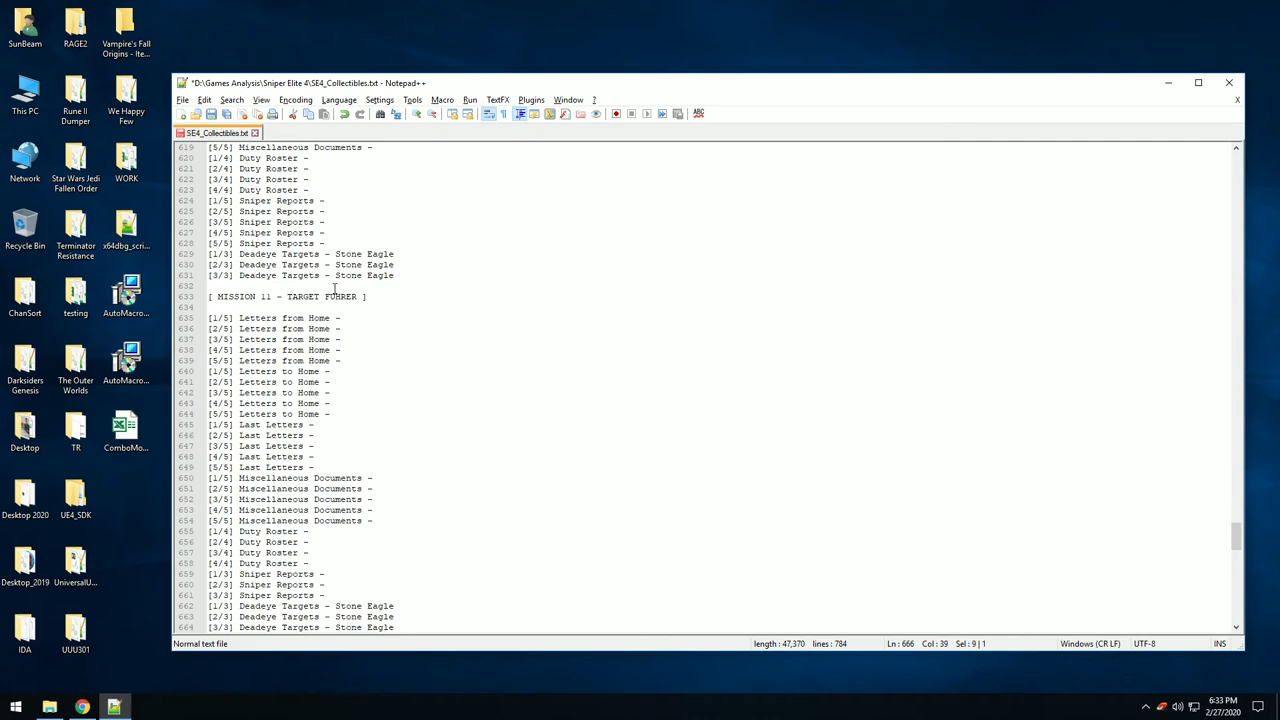 SunBeam
RAGE2
Vampire's Fall
Origins - Ite...
This PC
Rune II
Dumper
We Happy
Few
Network
Star Wars Jedi
Fallen Order
WORK
Recycle Bin
Terminator
Resistance
x64dbg_scri...
ChanSort
testing
AutoMacro...
Darksiders
Genesis
The Outer
Worlds
AutoMacro...
Desktop
TR
ComboMo...
Desktop 2020
UE4_SDK
Desktop_2019
UniversalU...
IDA
UUU301
*D:\Games Analysis\Sniper Elite 4\SE4_Collectibles.txt - Notepad++
File Edit Search View Encoding Language Settings Tools Macro Run TextFX Plugins Window ? X
SE4_Collectibles.txt
619 [5/5] Miscellaneous Documents -
620 [1/4] Duty Roster -
621 [2/4] Duty Roster -
622 [3/4] Duty Roster -
623 [4/4] Duty Roster -
624 [1/5] Sniper Reports -
625 [2/5] Sniper Reports -
626 [3/5] Sniper Reports -
627 [4/5] Sniper Reports -
628 [5/5] Sniper Reports -
629 [1/3] Deadeye Targets - Stone Eagle
630 [2/3] Deadeye Targets - Stone Eagle
631 [3/3] Deadeye Targets - Stone Eagle
632
633 [ MISSION 11 - TARGET FÜHRER ]
634
635 [1/5] Letters from Home -
636 [2/5] Letters from Home -
637 [3/5] Letters from Home -
638 [4/5] Letters from Home -
639 [5/5] Letters from Home -
640 [1/5] Letters to Home -
641 [2/5] Letters to Home -
642 [3/5] Letters to Home -
643 [4/5] Letters to Home -
644 [5/5] Letters to Home -
645 [1/5] Last Letters -
646 [2/5] Last Letters -
647 [3/5] Last Letters -
648 [4/5] Last Letters -
649 [5/5] Last Letters -
650 [1/5] Miscellaneous Documents -
651 [2/5] Miscellaneous Documents -
652 [3/5] Miscellaneous Documents -
653 [4/5] Miscellaneous Documents -
654 [5/5] Miscellaneous Documents -
655 [1/4] Duty Roster -
656 [2/4] Duty Roster -
657 [3/4] Duty Roster -
658 [4/4] Duty Roster -
659 [1/3] Sniper Reports -
660 [2/3] Sniper Reports -
661 [3/3] Sniper Reports -
662 [1/3] Deadeye Targets - Stone Eagle
663 [2/3] Deadeye Targets - Stone Eagle
664 [3/3] Deadeye Targets - Stone Eagle
Normal text file length : 47,370 lines : 784 Ln : 666 Col : 39 Sel : 9 | 1 Windows (CR LF) UTF-8 INS
6:33 PM
2/27/2020